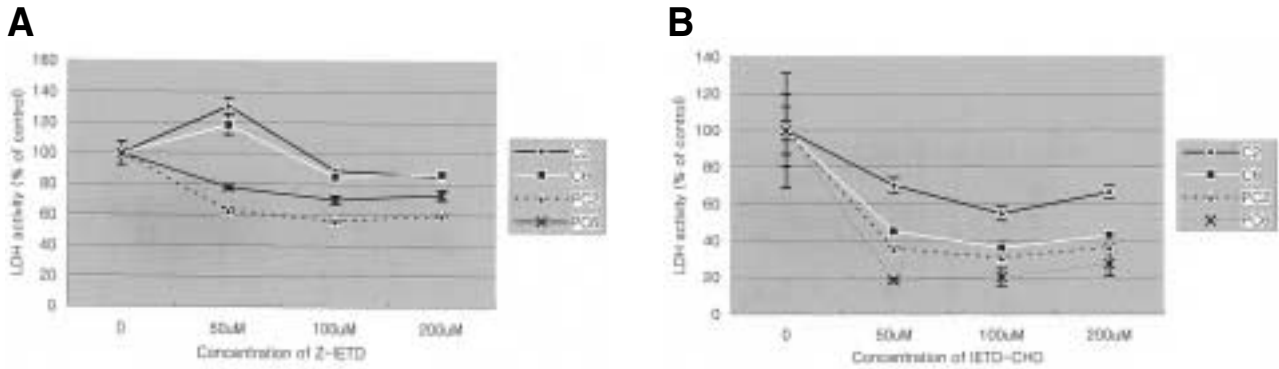 A
160
140
120
100
80
60
40
20
0
LDH activity (% of control)
0
50uM
100uM
200uM
Concentration of Z-IETD
B
140
120
100
80
60
40
20
0
LDH activity (% of control)
0
50uM
100uM
200uM
Concentration of IETD-CHO